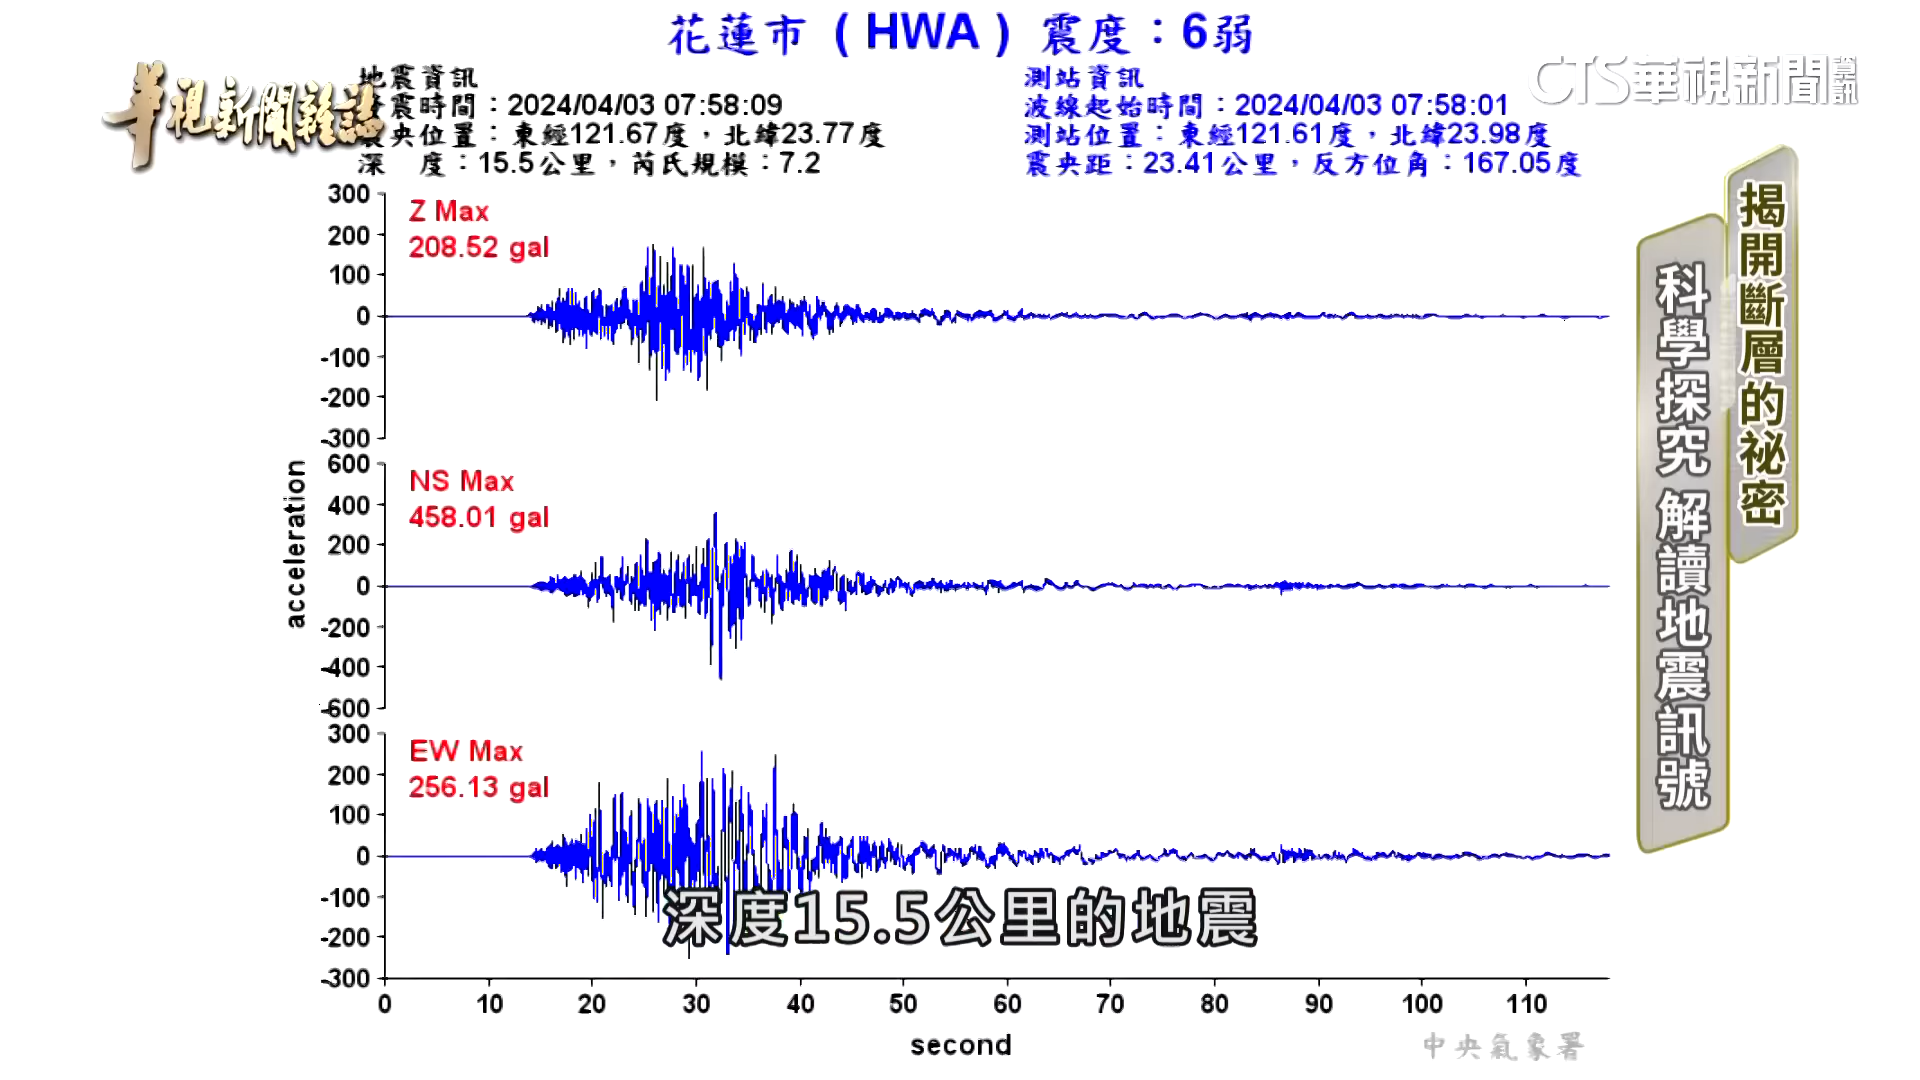 花蓮市（HWA）震度：6弱
華視新聞雜誌
地震資訊
震時間：2024/04/03 07:58:09
央位置：東經121.67度，北緯23.77度
深　度：15.5公里，芮氏規模：7.2
測站資訊
波線起始時間：2024/04/03 07:58:01
測站位置：東經121.61度，北緯23.98度
震央距：23.41公里，反方位角：167.05度
CTS華視新聞資訊
揭開斷層的祕密
科學探究 解讀地震訊號
300
200
100
0
-100
-200
-300
Z Max
208.52 gal
acceleration
600
400
200
0
-200
-400
-600
NS Max
458.01 gal
300
200
100
0
-100
-200
-300
EW Max
256.13 gal
深度15.5公里的地震
0 10 20 30 40 50 60 70 80 90 100 110
second
中央氣象署